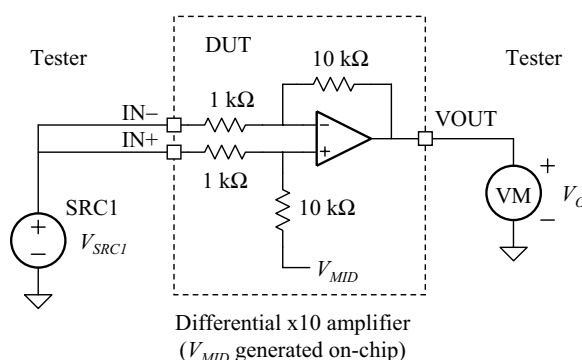 Tester
DUT
Tester
10 kΩ
1 kΩ
IN−
IN+
VOUT
−
+
1 kΩ
10 kΩ
SRC1
+
−
V_SRC1
V_MID
VM
+
−
Differential x10 amplifier
(V_MID generated on-chip)